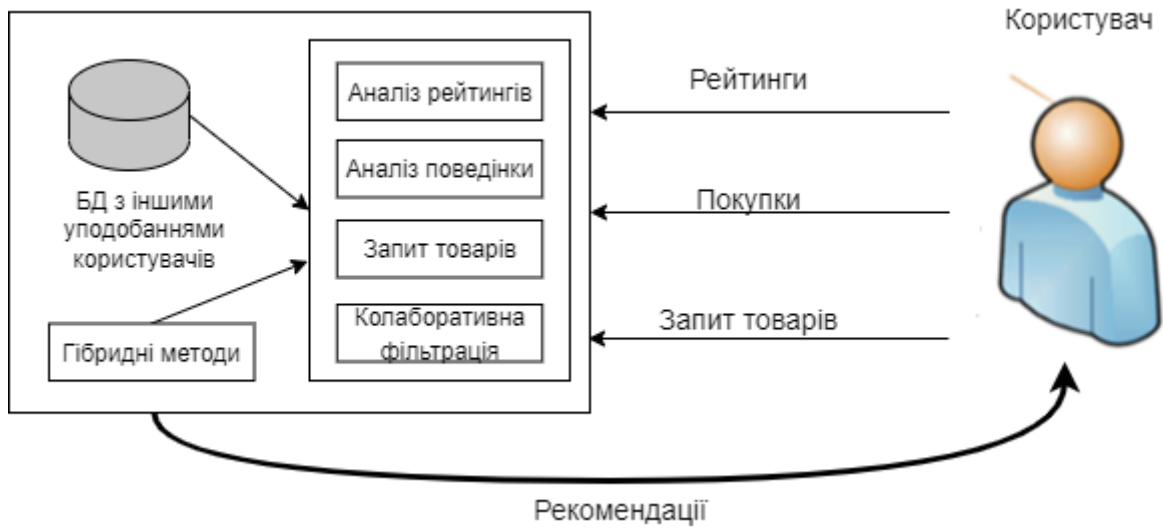 Користувач
Аналіз рейтингів
Рейтинги
Аналіз поведінки
Покупки
БД з іншими
уподобаннями
користувачів
Запит товарів
Колаборативна
фільтрація
Запит товарів
Гібридні методи
Рекомендації